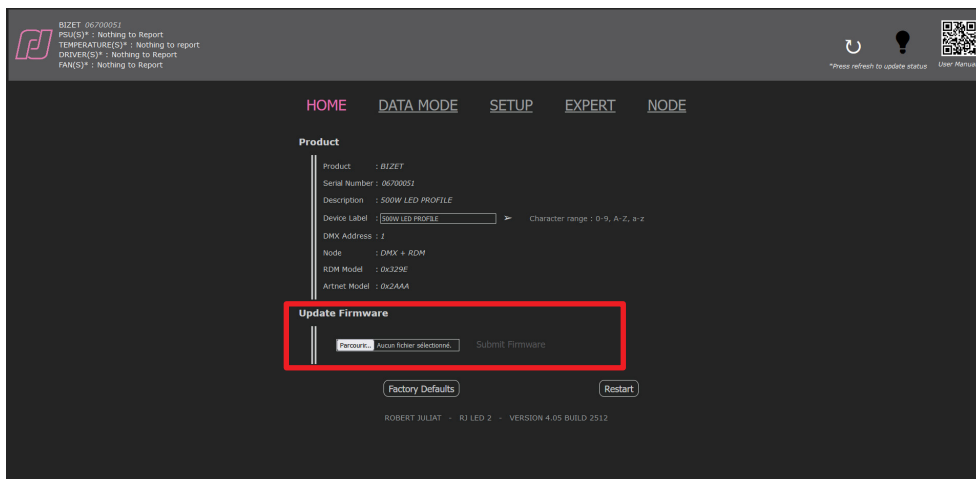 BIZET 06700051
PSU(S)* : Nothing to Report
TEMPERATURE(S)* : Nothing to report
DRIVER(S)* : Nothing to Report
FAN(S)* : Nothing to Report
*Press refresh to update status
User Manual
HOME DATA MODE SETUP EXPERT NODE
Product
Product : BIZET
Serial Number : 06700051
Description : 500W LED PROFILE
Device Label : 500W LED PROFILE ➢ Character range : 0-9, A-Z, a-z
DMX Address : 1
Node : DMX + RDM
RDM Model : 0x329E
Artnet Model : 0x2AAA
Update Firmware
Parcourir... Aucun fichier sélectionné. Submit Firmware
Factory Defaults Restart
ROBERT JULIAT - RJ LED 2 - VERSION 4.05 BUILD 2512